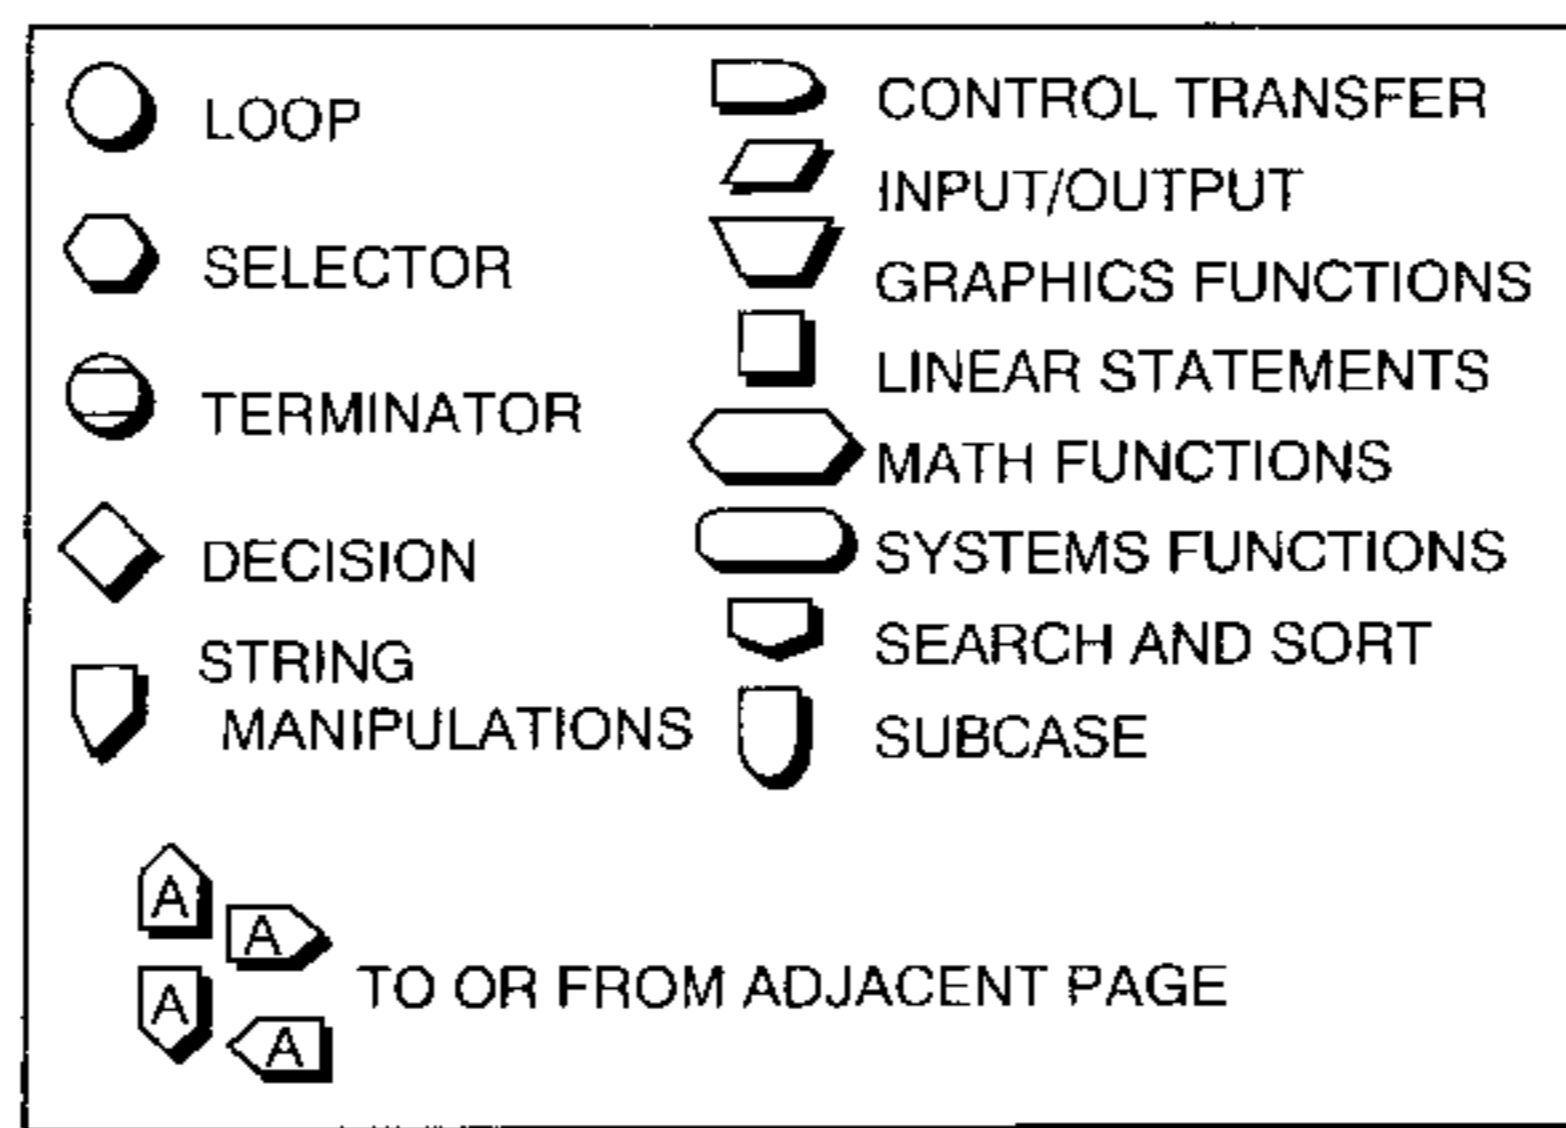 LOOP
SELECTOR
TERMINATOR
DECISION
STRING
MANIPULATIONS
CONTROL TRANSFER
INPUT/OUTPUT
GRAPHICS FUNCTIONS
LINEAR STATEMENTS
MATH FUNCTIONS
SYSTEMS FUNCTIONS
SEARCH AND SORT
SUBCASE
A
A
A
A
TO OR FROM ADJACENT PAGE